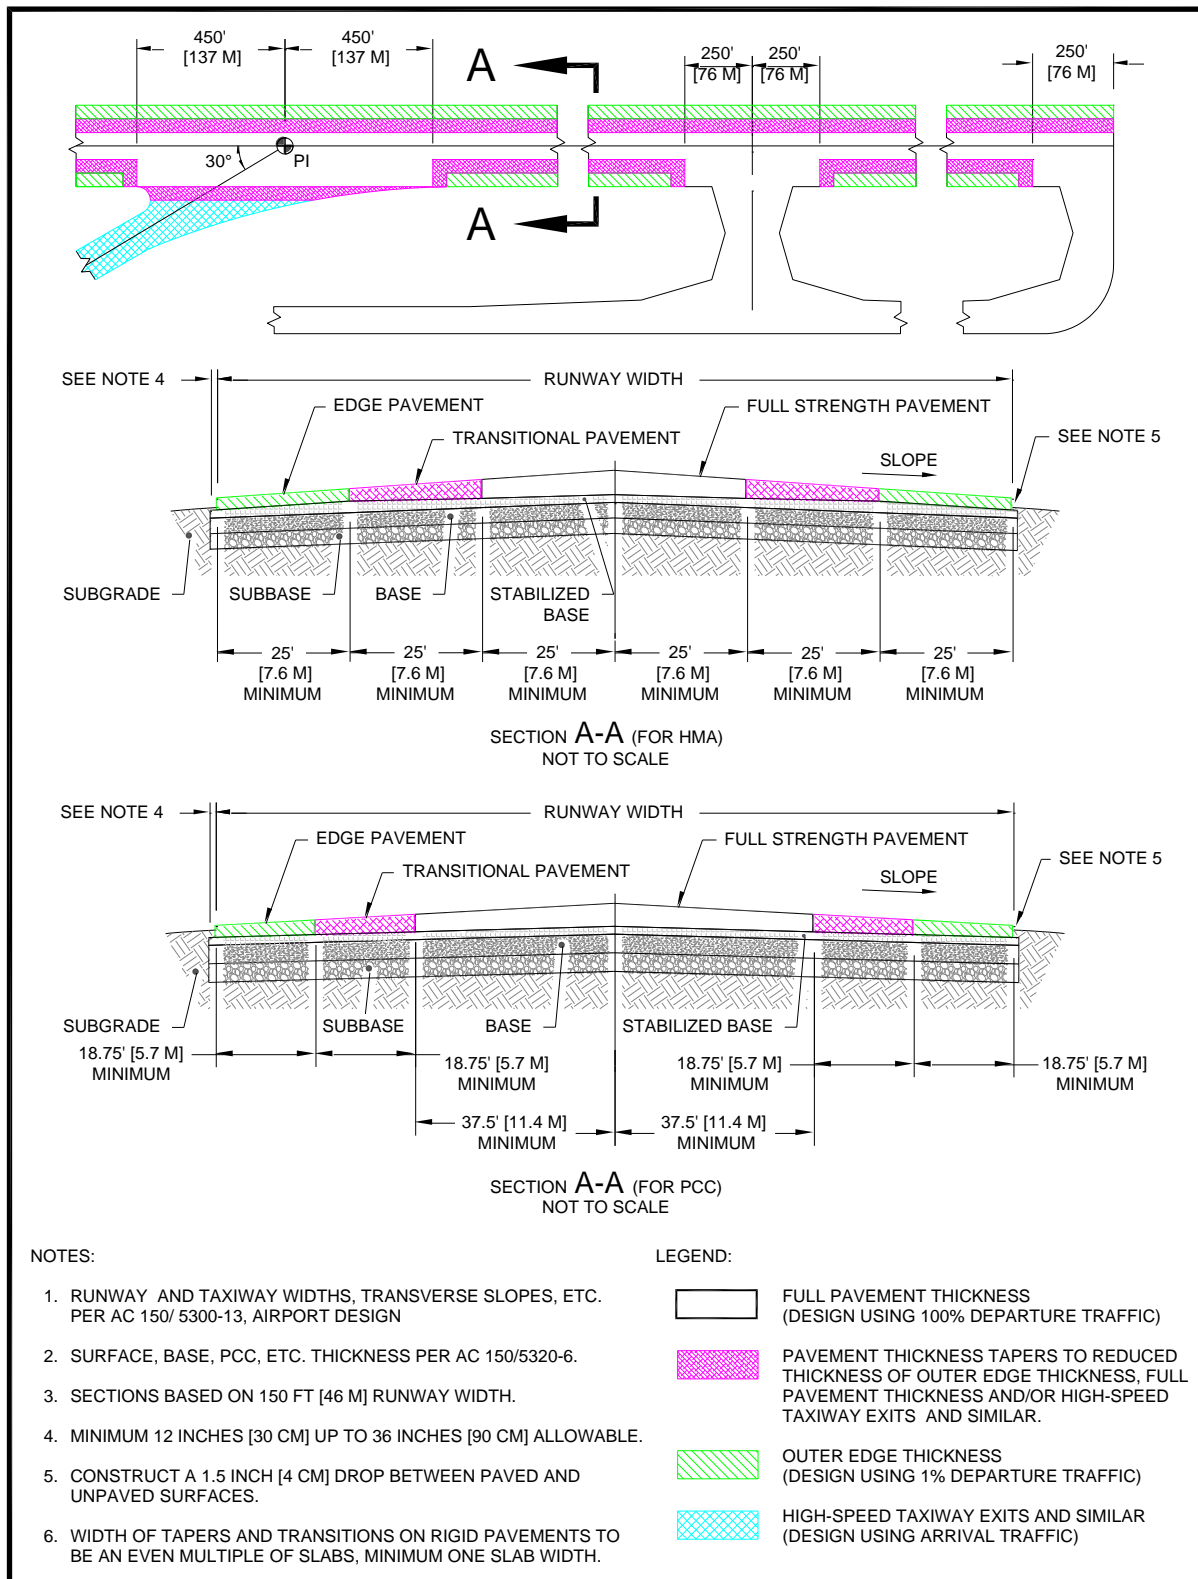 450'
[137 M]
450'
[137 M]
A
250'
[76 M]
250'
[76 M]
250'
[76 M]
30°
PI
A
SEE NOTE 4
RUNWAY WIDTH
EDGE PAVEMENT
FULL STRENGTH PAVEMENT
TRANSITIONAL PAVEMENT
SEE NOTE 5
SLOPE
SUBGRADE
SUBBASE
BASE
STABILIZED
BASE
25'
[7.6 M]
MINIMUM
25'
[7.6 M]
MINIMUM
25'
[7.6 M]
MINIMUM
25'
[7.6 M]
MINIMUM
25'
[7.6 M]
MINIMUM
25'
[7.6 M]
MINIMUM
SECTION A-A (FOR HMA)
NOT TO SCALE
SEE NOTE 4
RUNWAY WIDTH
EDGE PAVEMENT
FULL STRENGTH PAVEMENT
TRANSITIONAL PAVEMENT
SEE NOTE 5
SLOPE
SUBGRADE
SUBBASE
BASE
STABILIZED BASE
18.75' [5.7 M]
MINIMUM
18.75' [5.7 M]
MINIMUM
18.75' [5.7 M]
MINIMUM
18.75' [5.7 M]
MINIMUM
37.5' [11.4 M]
MINIMUM
37.5' [11.4 M]
MINIMUM
SECTION A-A (FOR PCC)
NOT TO SCALE
NOTES:
1. RUNWAY AND TAXIWAY WIDTHS, TRANSVERSE SLOPES, ETC.
PER AC 150/ 5300-13, AIRPORT DESIGN
2. SURFACE, BASE, PCC, ETC. THICKNESS PER AC 150/5320-6.
3. SECTIONS BASED ON 150 FT [46 M] RUNWAY WIDTH.
4. MINIMUM 12 INCHES [30 CM] UP TO 36 INCHES [90 CM] ALLOWABLE.
5. CONSTRUCT A 1.5 INCH [4 CM] DROP BETWEEN PAVED AND
UNPAVED SURFACES.
6. WIDTH OF TAPERS AND TRANSITIONS ON RIGID PAVEMENTS TO
BE AN EVEN MULTIPLE OF SLABS, MINIMUM ONE SLAB WIDTH.
LEGEND:
FULL PAVEMENT THICKNESS
(DESIGN USING 100% DEPARTURE TRAFFIC)
PAVEMENT THICKNESS TAPERS TO REDUCED
THICKNESS OF OUTER EDGE THICKNESS, FULL
PAVEMENT THICKNESS AND/OR HIGH-SPEED
TAXIWAY EXITS AND SIMILAR.
OUTER EDGE THICKNESS
(DESIGN USING 1% DEPARTURE TRAFFIC)
HIGH-SPEED TAXIWAY EXITS AND SIMILAR
(DESIGN USING ARRIVAL TRAFFIC)